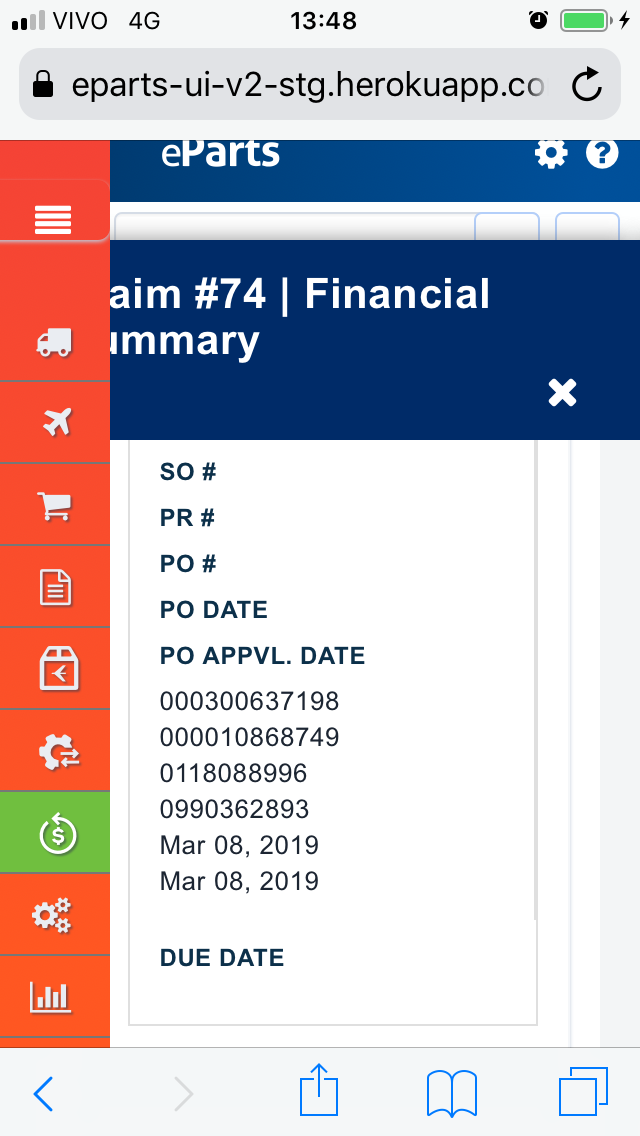 VIVO 4G 13:48
eparts-ui-v2-stg.herokuapp.co
eParts
aim #74 | Financial
ummary
SO #
PR #
PO #
PO DATE
PO APPVL. DATE
000300637198
000010868749
0118088996
0990362893
Mar 08, 2019
Mar 08, 2019
DUE DATE